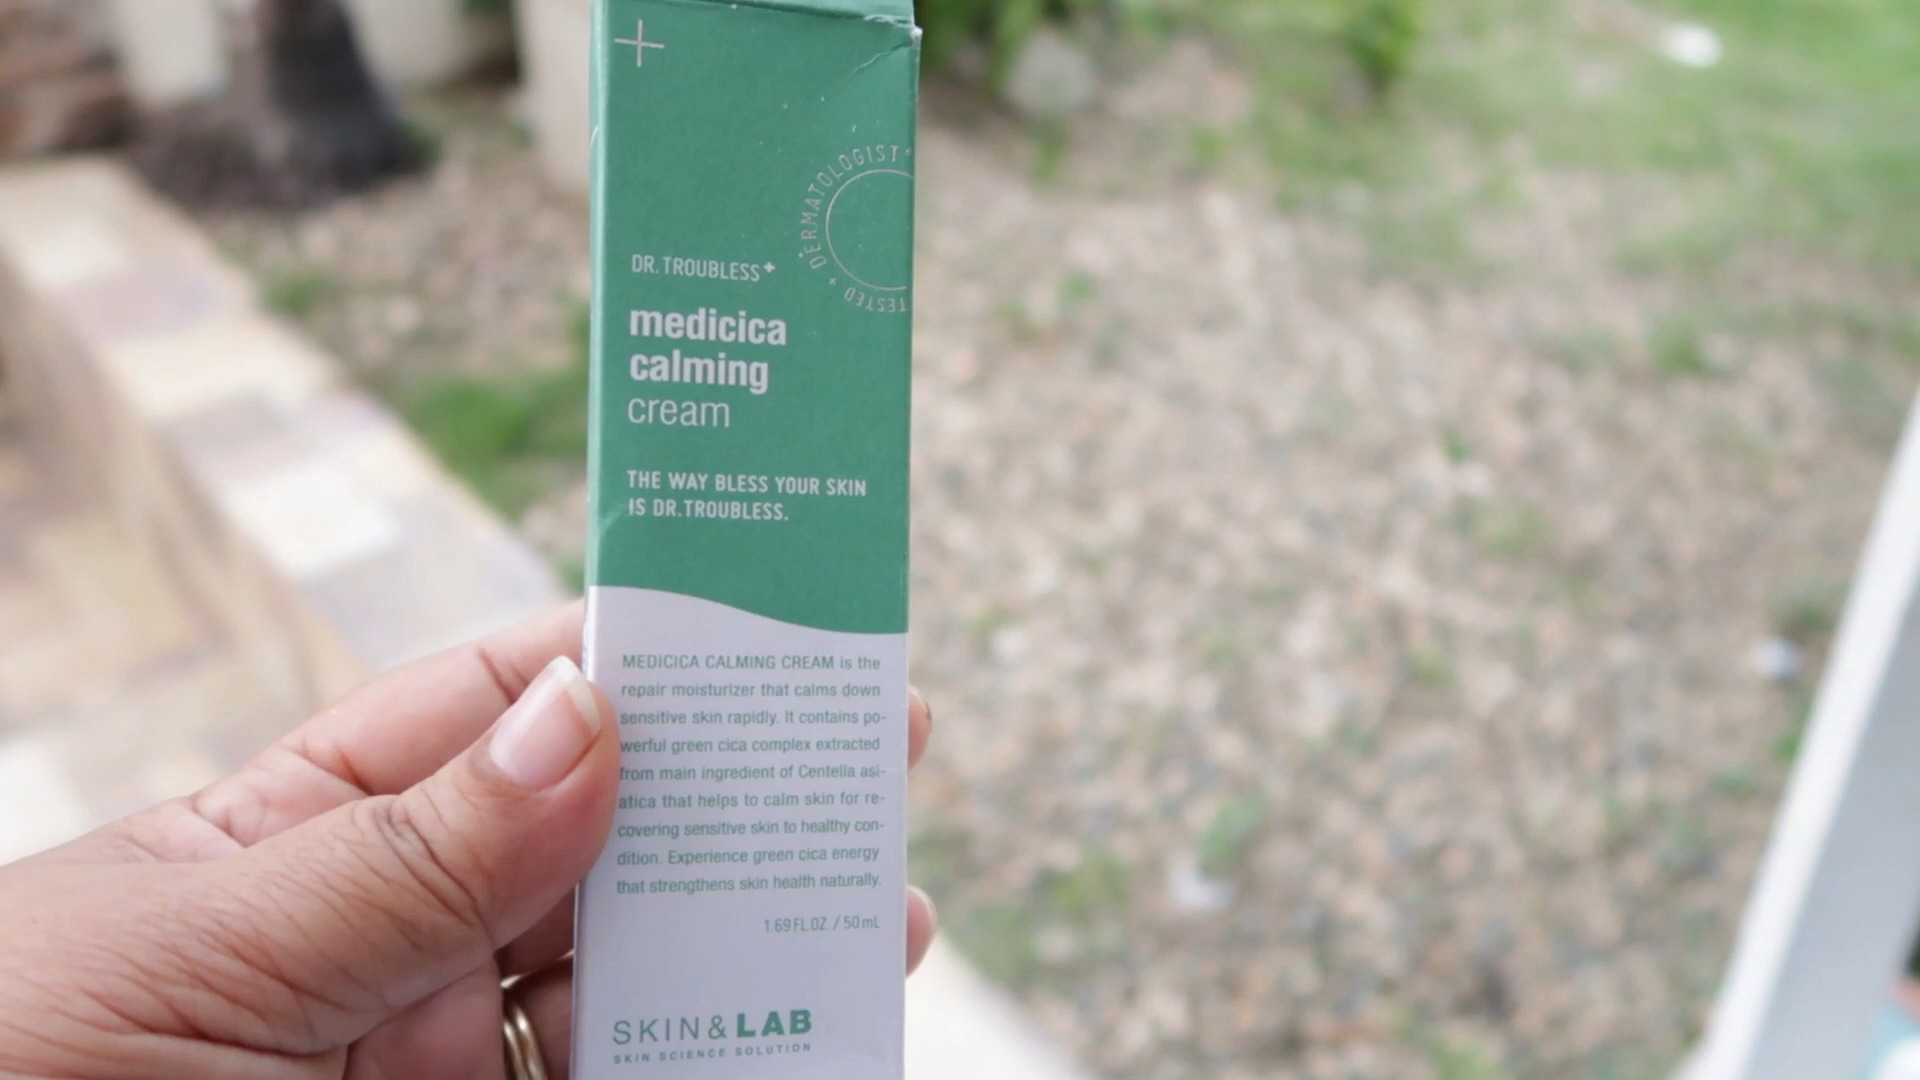 DERMATOLOGIST
TESTED
DR.TROUBLESS+
medicica
calming
cream
THE WAY BLESS YOUR SKIN
IS DR.TROUBLESS.
MEDICICA CALMING CREAM is the
repair moisturizer that calms down
sensitive skin rapidly. It contains po-
werful green cica complex extracted
from main ingredient of Centella asi-
atica that helps to calm skin for re-
covering sensitive skin to healthy con-
dition. Experience green cica energy
that strengthens skin health naturally.
1.69 FL.OZ. / 50 mL
SKIN&LAB
SKIN SCIENCE SOLUTION